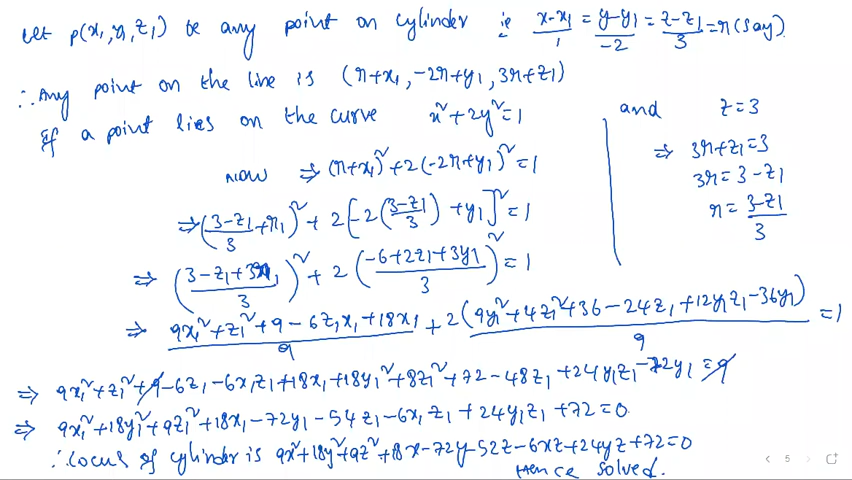 Let P(x₁, y₁, z₁) be any point on cylinder ie (x-x₁)/1 = (y-y₁)/-2 = (z-z₁)/3 = r (say)
∴ Any point on the line is (r+x₁, -2r+y₁, 3r+z₁)
If a point lies on the curve x²+2y²=1 and z=3
Now ⇒ (r+x₁)²+2(-2r+y₁)²=1
⇒ 3r+z₁=3
3r=3-z₁
r=(3-z₁)/3
⇒ ((3-z₁)/3+x₁)² + 2[-2((3-z₁)/3)+y₁]²=1
⇒ ((3-z₁+3x₁)/3)² + 2((-6+2z₁+3y₁)/3)²=1
⇒ (9x₁²+z₁²+9-6z₁x₁+18x₁)/9 + 2(9y₁²+4z₁²+36-24z₁+12y₁z₁-36y₁)/9 = 1
⇒ 9x₁²+z₁²+9-6z₁-6x₁z₁+18x₁+18y₁²+8z₁²+72-48z₁+24y₁z₁-72y₁=9
⇒ 9x₁²+18y₁²+9z₁²+18x₁-72y₁-54z₁-6x₁z₁+24y₁z₁+72=0
∴ Locus of cylinder is 9x²+18y²+9z²+18x-72y-52z-6xz+24yz+72=0
Hence solved.
5